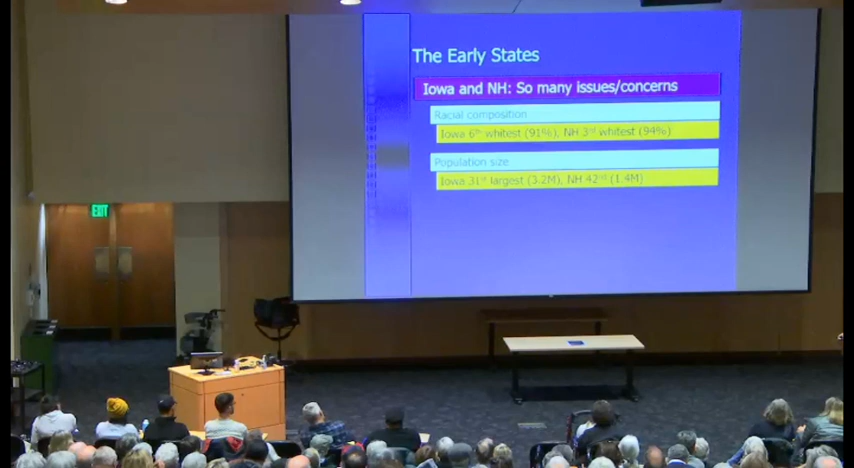 The Early States
Iowa and NH: So many issues/concerns
Racial composition
Iowa 6th whitest (91%), NH 3rd whitest (94%)
Population size
Iowa 31st largest (3.2M), NH 42nd (1.4M)
EXIT